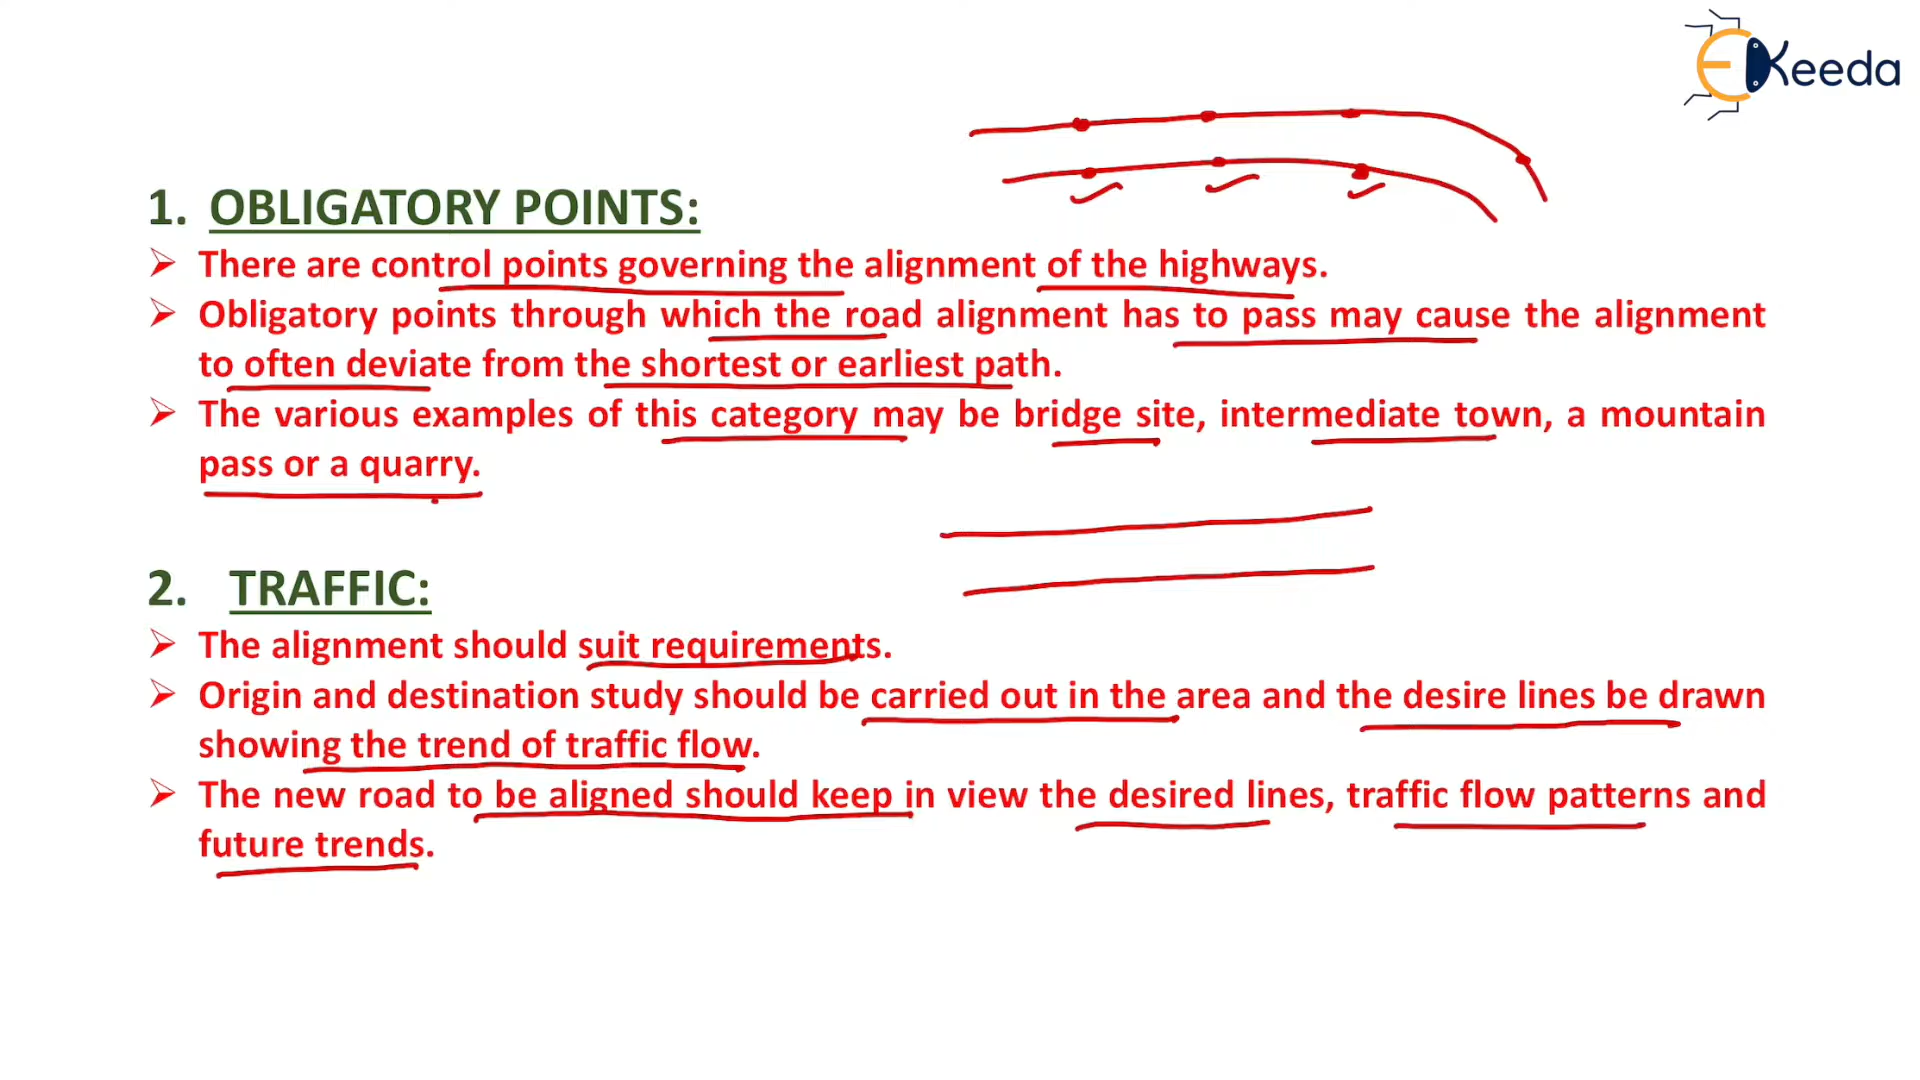 EKeeda
1. OBLIGATORY POINTS:
➢ There are control points governing the alignment of the highways.
➢ Obligatory points through which the road alignment has to pass may cause the alignment
to often deviate from the shortest or earliest path.
➢ The various examples of this category may be bridge site, intermediate town, a mountain
pass or a quarry.
2. TRAFFIC:
➢ The alignment should suit requirements.
➢ Origin and destination study should be carried out in the area and the desire lines be drawn
showing the trend of traffic flow.
➢ The new road to be aligned should keep in view the desired lines, traffic flow patterns and
future trends.